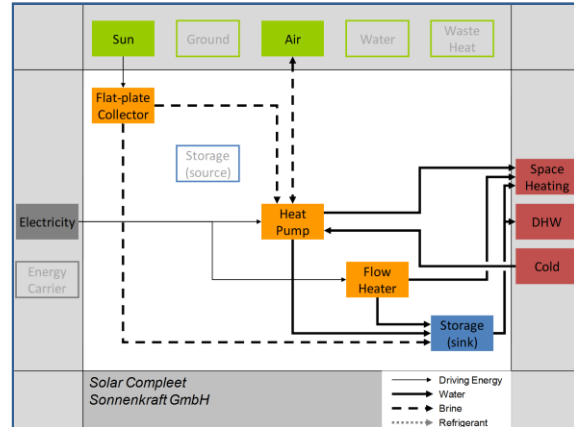 Sun
Ground
Air
Water
Waste
Heat
Flat-plate
Collector
Storage
(source)
Space
Heating
Electricity
Heat
Pump
DHW
Energy
Carrier
Flow
Heater
Cold
Storage
(sink)
Solar Compleet
Sonnenkraft GmbH
Driving Energy
Water
Brine
Refrigerant